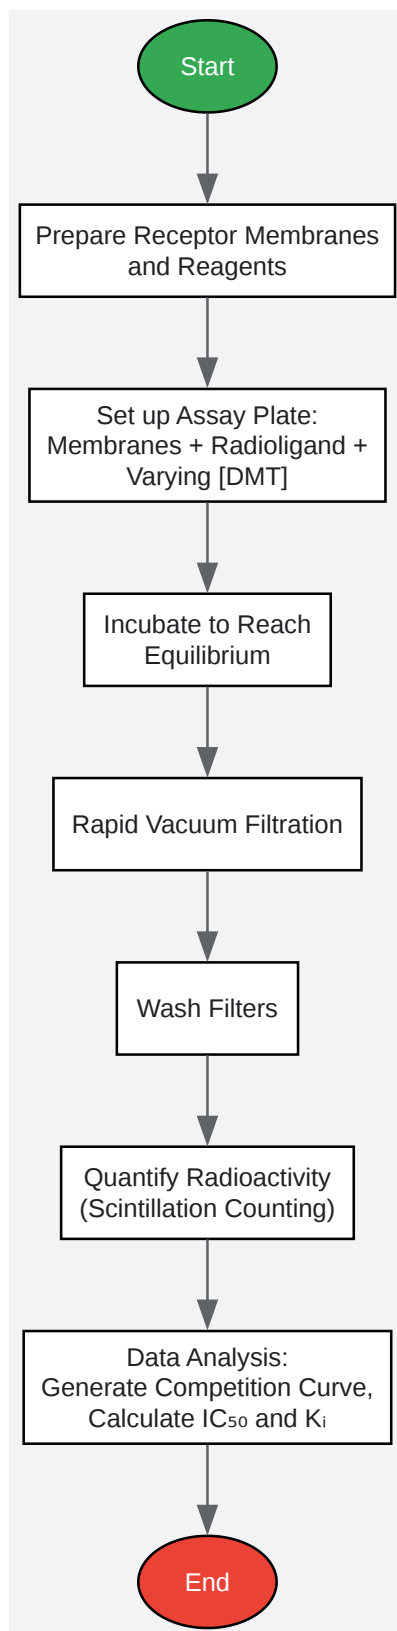 Start
Prepare Receptor Membranes
and Reagents
Set up Assay Plate:
Membranes + Radioligand +
Varying [DMT]
Incubate to Reach
Equilibrium
Rapid Vacuum Filtration
Wash Filters
Quantify Radioactivity
(Scintillation Counting)
Data Analysis:
Generate Competition Curve,
Calculate IC₅₀ and Kᵢ
End